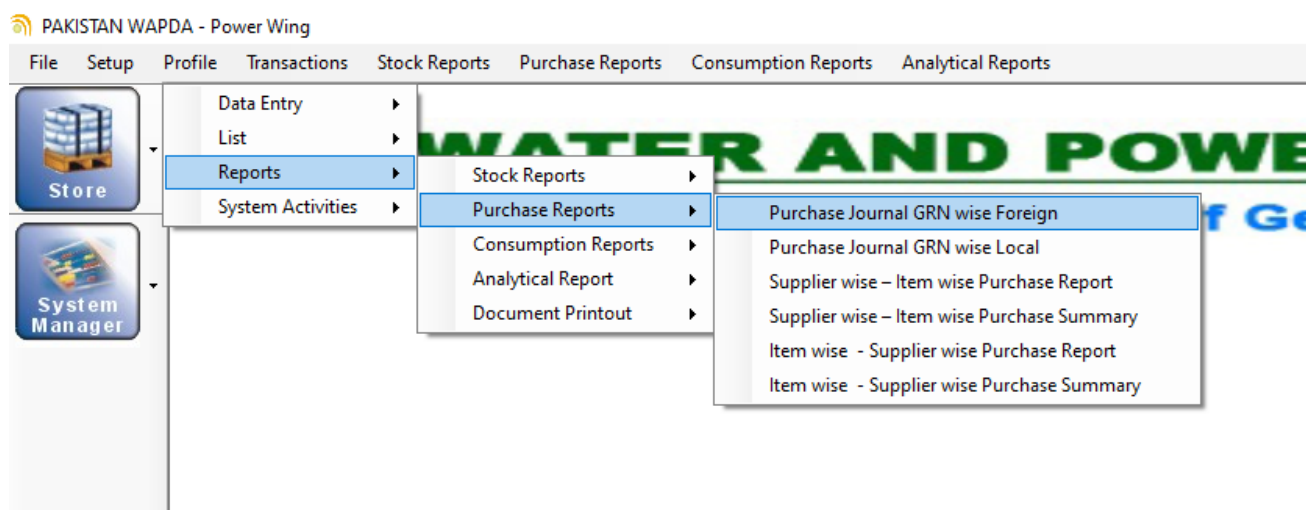 PAKISTAN WAPDA - Power Wing
File Setup Profile Transactions Stock Reports Purchase Reports Consumption Reports Analytical Reports
Data Entry
List
Reports
System Activities
Stock Reports
Purchase Reports
Consumption Reports
Analytical Report
Document Printout
Purchase Journal GRN wise Foreign
Purchase Journal GRN wise Local
Supplier wise – Item wise Purchase Report
Supplier wise – Item wise Purchase Summary
Item wise - Supplier wise Purchase Report
Item wise - Supplier wise Purchase Summary
Store
System
Manager
WATER AND POWE
f Ge